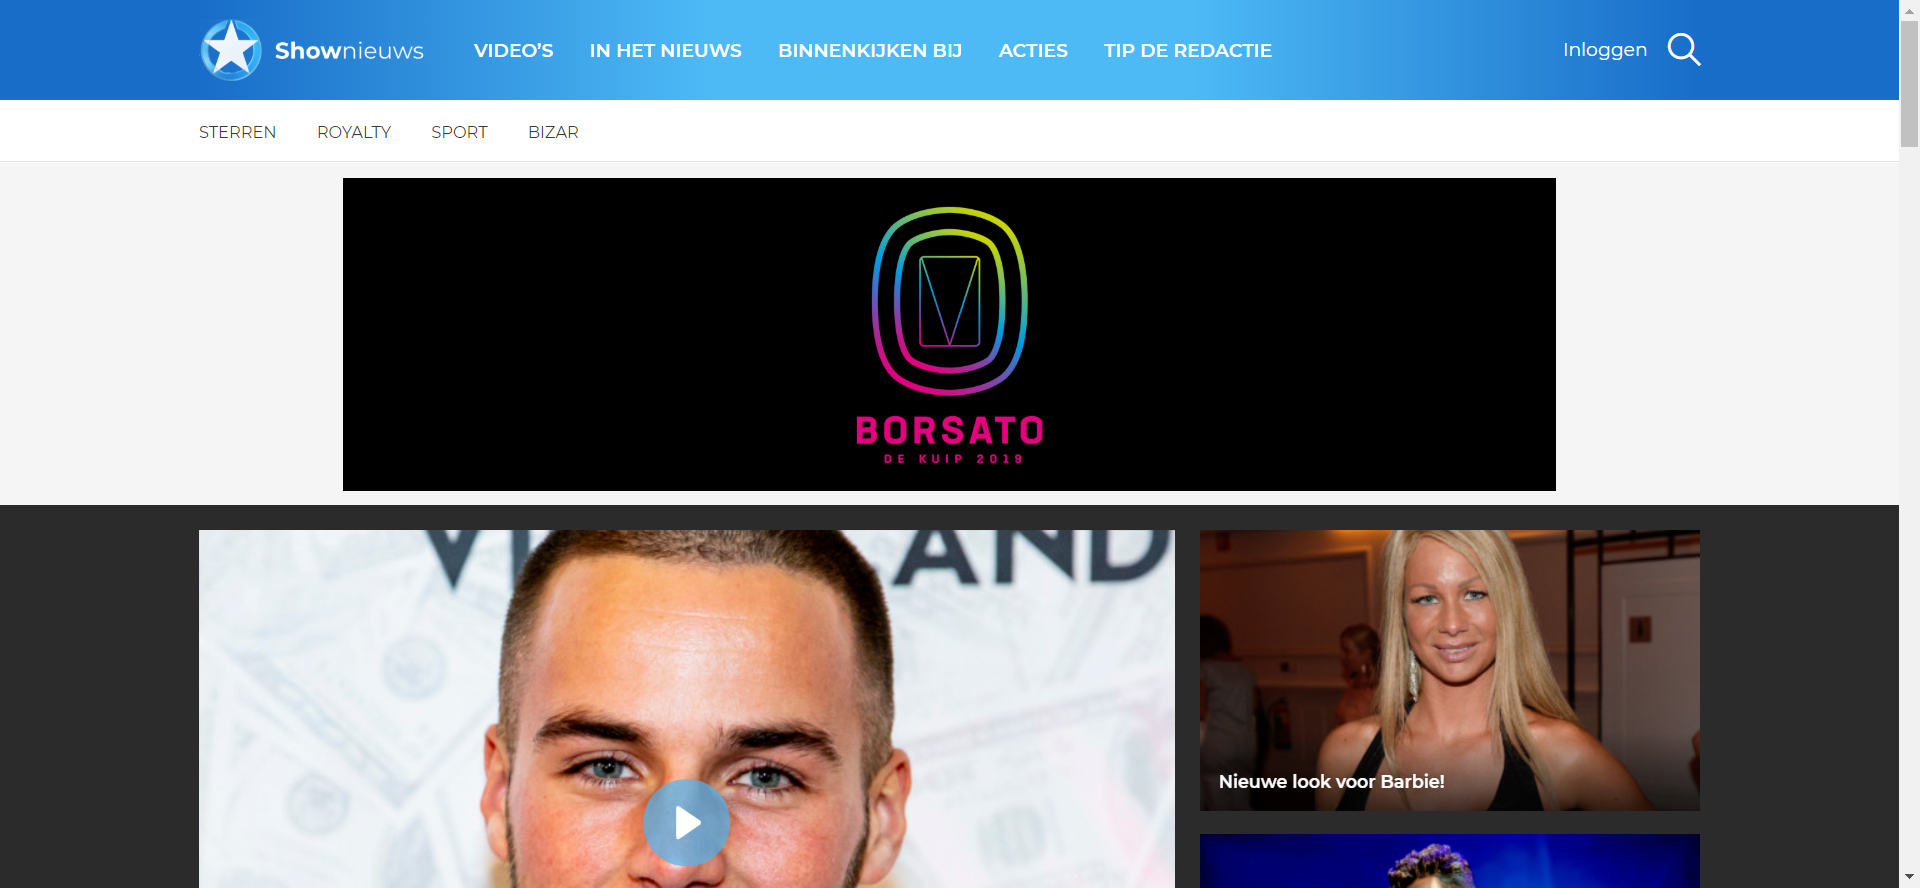 Shownieuws
VIDEO’S
IN HET NIEUWS
BINNENKIJKEN BIJ
ACTIES
TIP DE REDACTIE
Inloggen
STERREN
ROYALTY
SPORT
BIZAR
BORSATO
DE KUIP 2019
AND
Nieuwe look voor Barbie!